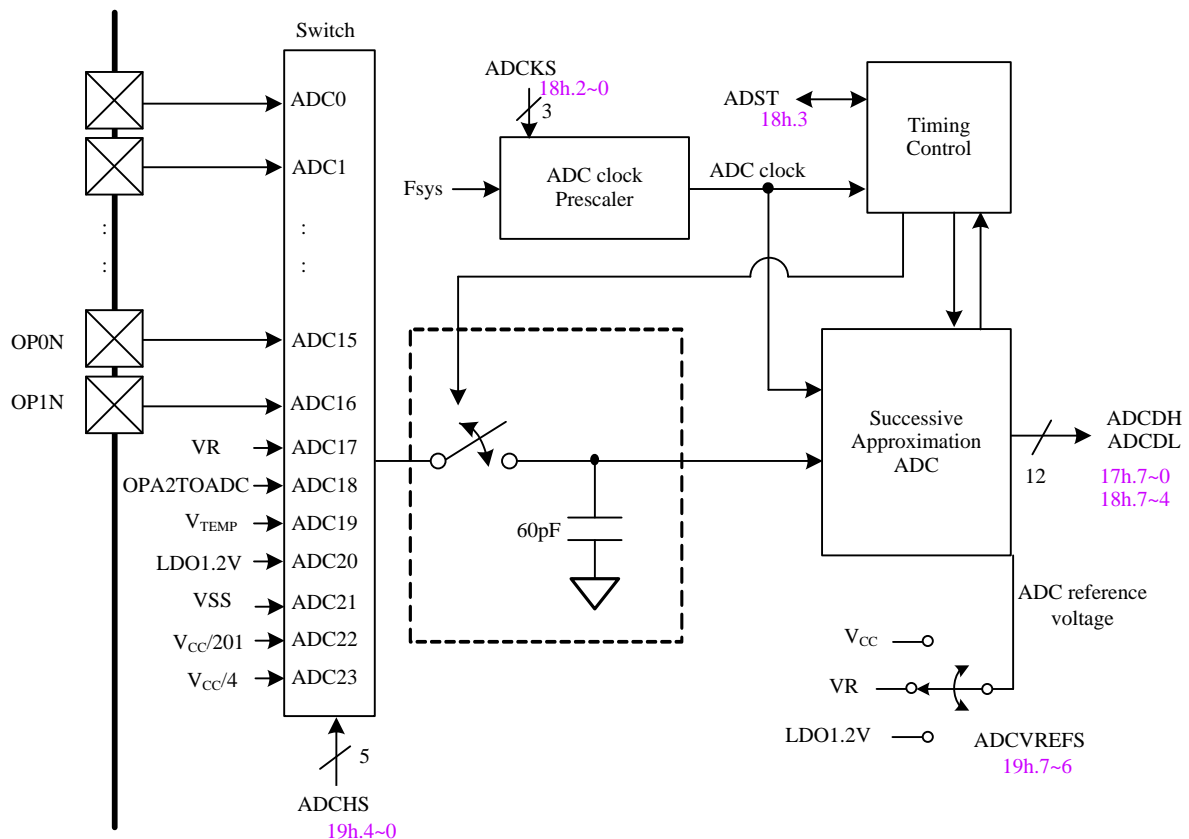 Switch
ADC0
ADC1
:
:
:
:
OP0N
ADC15
OP1N
ADC16
VR
ADC17
OPA2TOADC
ADC18
VTEMP
ADC19
LDO1.2V
ADC20
VSS
ADC21
VCC/201
ADC22
VCC/4
ADC23
5
ADCHS
19h.4~0
ADCKS
18h.2~0
3
Fsys
ADC clock
Prescaler
ADC clock
ADST
18h.3
Timing
Control
60pF
Successive
Approximation
ADC
12
ADCDH
ADCDL
17h.7~0
18h.7~4
ADC reference
voltage
VCC
VR
LDO1.2V
ADCVREFS
19h.7~6